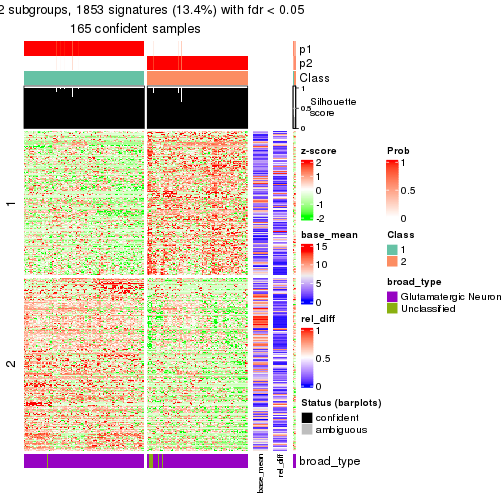 2 subgroups, 1853 signatures (13.4%) with fdr < 0.05
165 confident samples
p1
p2
Class
1
0.5
0
Silhouette
score
1
2
z-score
2
1
0
-1
-2
base_mean
15
10
5
0
rel_diff
1
0.5
0
Status (barplots)
confident
ambiguous
Prob
1
0.5
0
Class
1
2
broad_type
Glutamatergic Neuron
Unclassified
base_mean
rel_diff
broad_type